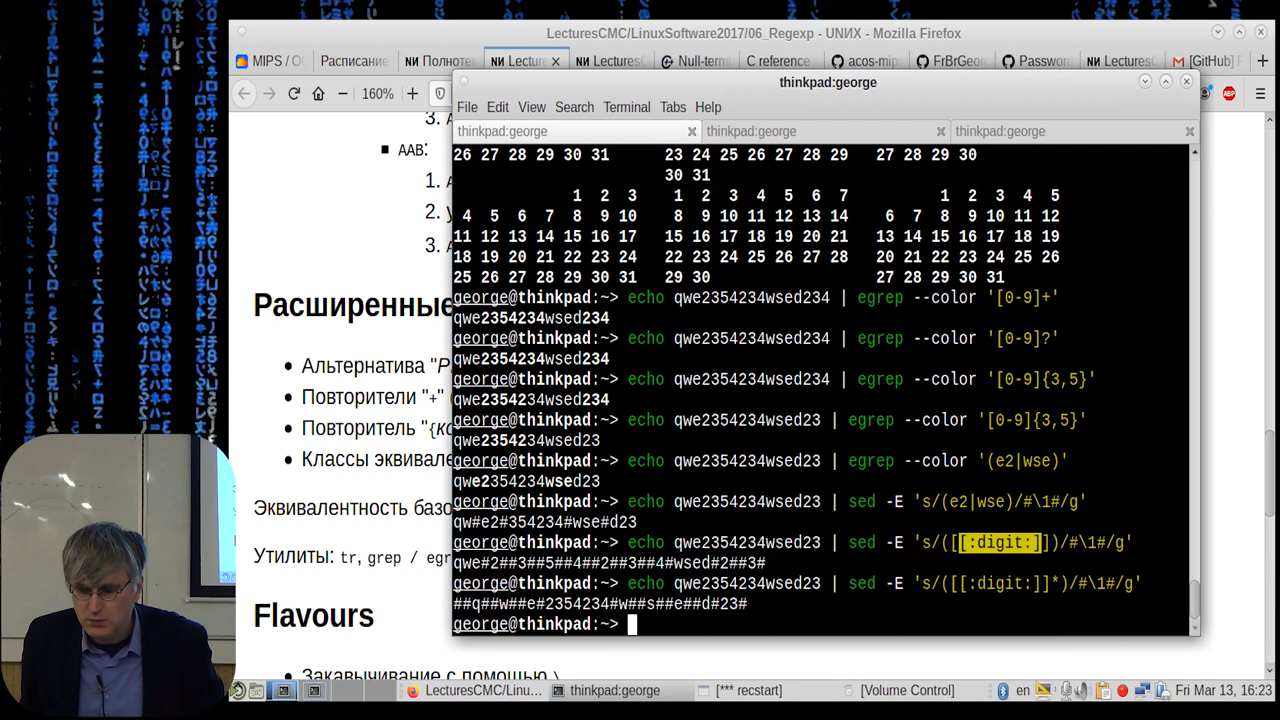 LecturesCMC/LinuxSoftware2017/06_Regexp - UNИX - Mozilla Firefox
MIPS / О
Расписание
Полноте
Lecture
LecturesC
Null-term
C reference
acos-mip
FrBrGeor
Password
LecturesC
[GitHub]
160%
thinkpad:george
File Edit View Search Terminal Tabs Help
thinkpad:george
thinkpad:george
thinkpad:george
3.
AAB:
1.
2.
3.
Расширенные
Альтернатива "
Повторители "+"
Повторитель "{
Классы эквивале
Эквивалентность базо
Утилиты: tr, grep / egr
Flavours
Закавычивание с помощью \
26 27 28 29 30 31 23 24 25 26 27 28 29 27 28 29 30
30 31
1 2 3 1 2 3 4 5 6 7 1 2 3 4 5
4 5 6 7 8 9 10 8 9 10 11 12 13 14 6 7 8 9 10 11 12
11 12 13 14 15 16 17 15 16 17 18 19 20 21 13 14 15 16 17 18 19
18 19 20 21 22 23 24 22 23 24 25 26 27 28 20 21 22 23 24 25 26
25 26 27 28 29 30 31 29 30 27 28 29 30 31
george@thinkpad:~> echo qwe2354234wsed234 | egrep --color '[0-9]+'
qwe2354234wsed234
george@thinkpad:~> echo qwe2354234wsed234 | egrep --color '[0-9]?'
qwe2354234wsed234
george@thinkpad:~> echo qwe2354234wsed234 | egrep --color '[0-9]{3,5}'
qwe2354234wsed234
george@thinkpad:~> echo qwe2354234wsed23 | egrep --color '[0-9]{3,5}'
qwe2354234wsed23
george@thinkpad:~> echo qwe2354234wsed23 | egrep --color '(e2|wse)'
qwe2354234wsed23
george@thinkpad:~> echo qwe2354234wsed23 | sed -E 's/(e2|wse)/#\1#/g'
qw#e2#354234#wse#d23
george@thinkpad:~> echo qwe2354234wsed23 | sed -E 's/([[:digit:]])/#\1#/g'
qwe#2##3##5##4##2##3##4#wsed#2##3#
george@thinkpad:~> echo qwe2354234wsed23 | sed -E 's/([[:digit:]]*)/#\1#/g'
##q##w##e#2354234#w##s##e##d#23#
george@thinkpad:~>
LecturesCMC/Linu...
thinkpad:george
[*** recstart]
[Volume Control]
en
Fri Mar 13, 16:23